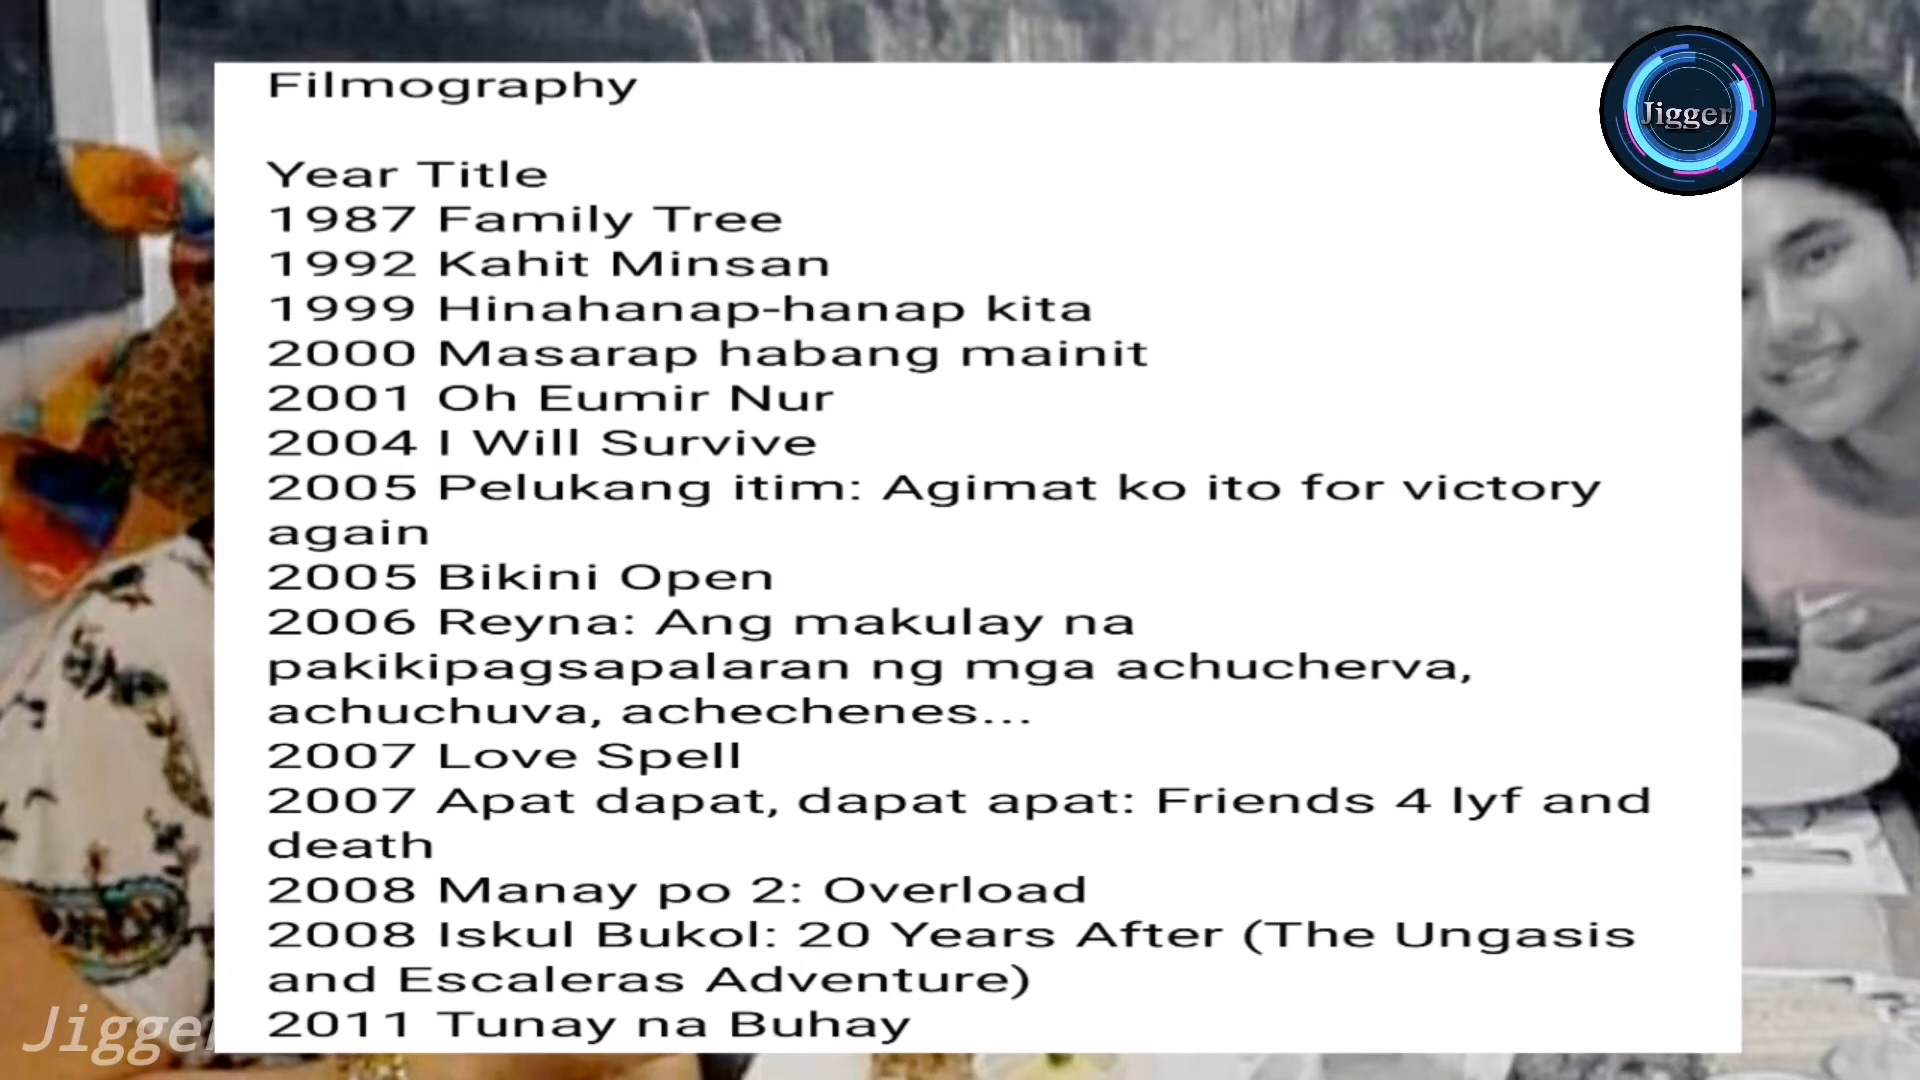 Filmography
Jigger
Year Title
1987 Family Tree
1992 Kahit Minsan
1999 Hinahanap-hanap kita
2000 Masarap habang mainit
2001 Oh Eumir Nur
2004 I Will Survive
2005 Pelukang itim: Agimat ko ito for victory
again
2005 Bikini Open
2006 Reyna: Ang makulay na
pakikipagsapalaran ng mga achucherva,
achuchuva, achechenes...
2007 Love Spell
2007 Apat dapat, dapat apat: Friends 4 lyf and
death
2008 Manay po 2: Overload
2008 Iskul Bukol: 20 Years After (The Ungasis
and Escaleras Adventure)
2011 Tunay na Buhay
Jigger